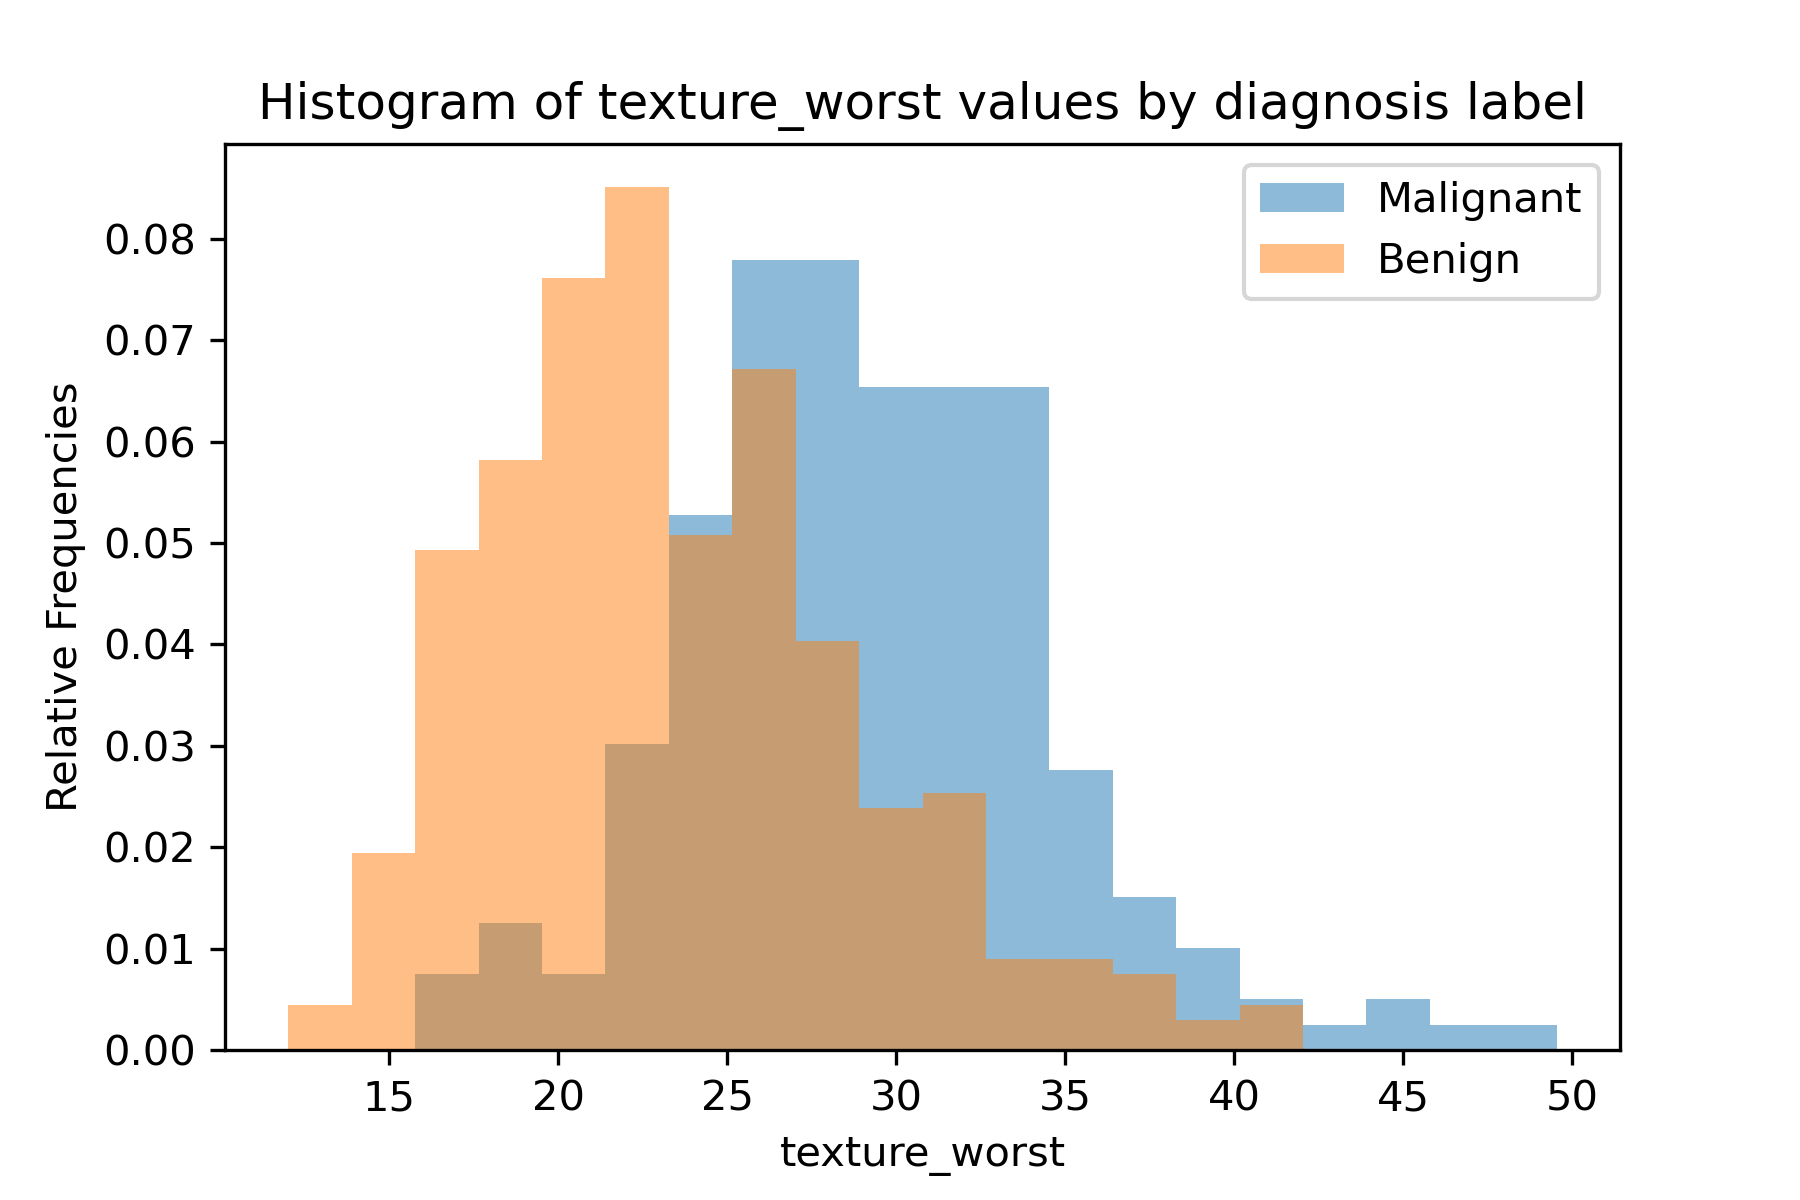 Histogram of texture_worst values by diagnosis label
Malignant
Benign
Relative Frequencies
0.08
0.07
0.06
0.05
0.04
0.03
0.02
0.01
0.00
15 20 25 30 35 40 45 50
texture_worst